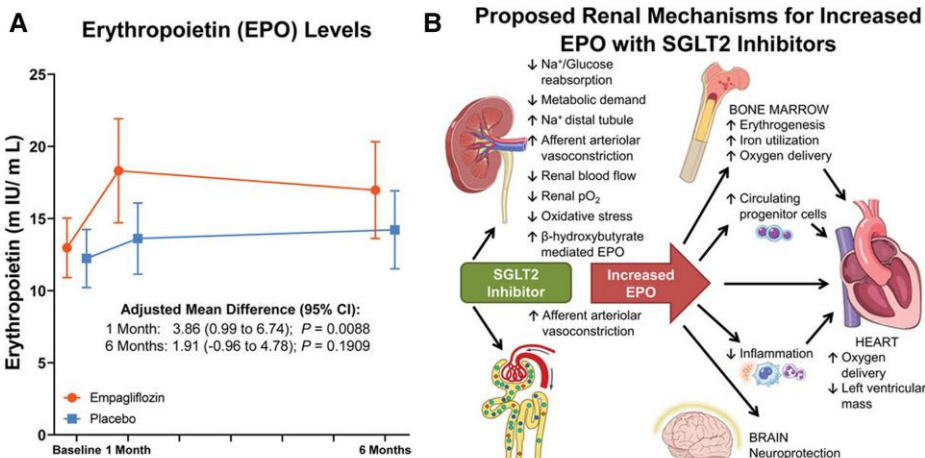 A
Erythropoietin (EPO) Levels
Erythropoietin (m IU/ m L)
25
20
15
10
5
0
Adjusted Mean Difference (95% CI):
1 Month: 3.86 (0.99 to 6.74); P = 0.0088
6 Months: 1.91 (-0.96 to 4.78); P = 0.1909
Empagliflozin
Placebo
Baseline 1 Month
6 Months
B
Proposed Renal Mechanisms for Increased
EPO with SGLT2 Inhibitors
↓ Na⁺/Glucose
reabsorption
↓ Metabolic demand
↑ Na⁺ distal tubule
↑ Afferent arteriolar
vasoconstriction
↓ Renal blood flow
↓ Renal pO₂
↓ Oxidative stress
↑ β-hydroxybutyrate
mediated EPO
SGLT2
Inhibitor
Increased
EPO
↑ Afferent arteriolar
vasoconstriction
BONE MARROW
↑ Erythrogenesis
↑ Iron utilization
↑ Oxygen delivery
↑ Circulating
progenitor cells
↓ Inflammation
HEART
↑ Oxygen
delivery
↓ Left ventricular
mass
BRAIN
Neuroprotection